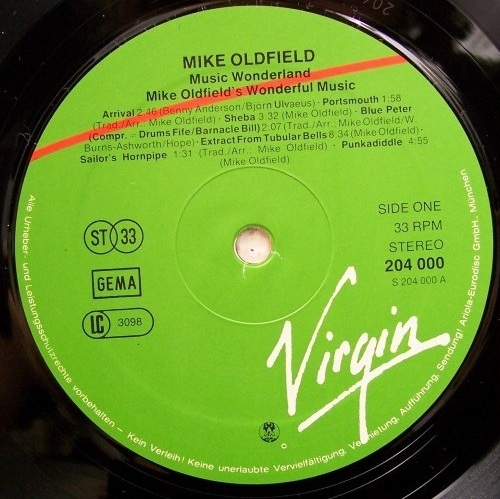 MIKE OLDFIELD
Music Wonderland
Mike Oldfield's Wonderful Music
Arrival 2:46 (Benny Anderson/Björn Ulvaeus) · Portsmouth 1:58
(Trad./Arr. Mike Oldfield) · Sheba 3:32 (Mike Oldfield) · Blue Peter
(Compr. – Drums Fife/Barnacle Bill) 2:07 (Trad./Arr. Mike Oldfield/W.
Burns-Ashworth/Hope) · Extract From Tubular Bells 8:34 (Mike Oldfield) ·
Sailor's Hornpipe 1:31 (Trad./Arr.: Mike Oldfield) · Punkadiddle 4:55
(Mike Oldfield)
ST 33
GEMA
LC 3098
SIDE ONE
33 RPM
STEREO
204 000
S 204 000 A
Virgin
Alle Urheber- und Leistungsschutzrechte vorbehalten – Kein Verleih! Keine unerlaubte Vervielfältigung, Vermietung, Aufführung, Sendung! Ariola-Eurodisc GmbH, München